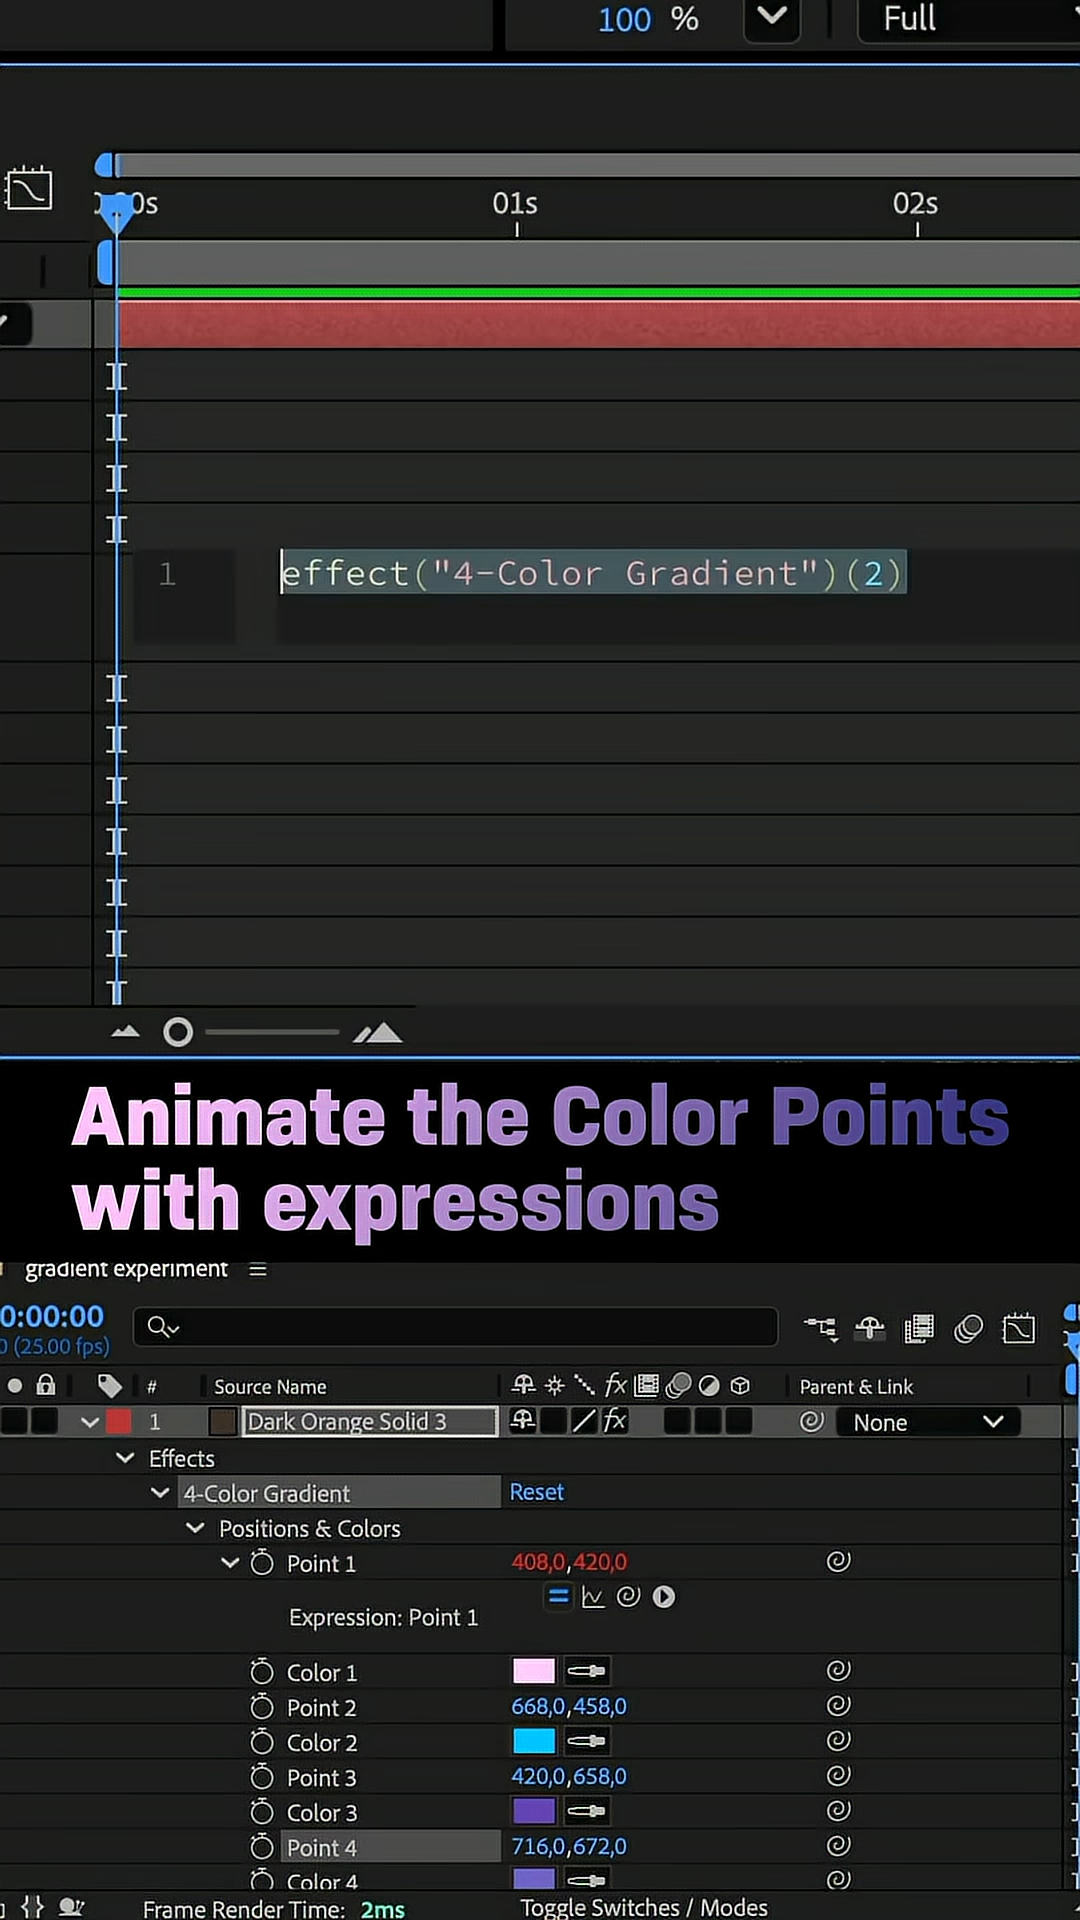 100 %
Full
01s
02s
1
effect("4-Color Gradient")(2)
Animate the Color Points
with expressions
gradient experiment
0:00:00
0 (25.00 fps)
# Source Name fx Parent & Link
1 Dark Orange Solid 3 fx None
Effects
4-Color Gradient Reset
Positions & Colors
Point 1 408,0,420,0
Expression: Point 1
Color 1
Point 2 668,0,458,0
Color 2
Point 3 420,0,658,0
Color 3
Point 4 716,0,672,0
Color 4
Frame Render Time: 2ms Toggle Switches / Modes